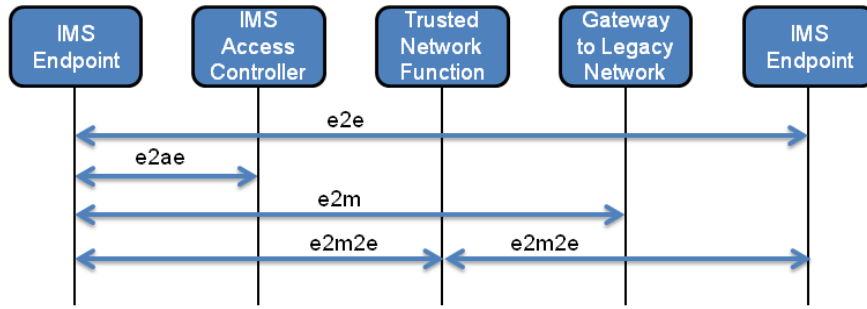 IMS
Endpoint
IMS
Access
Controller
Trusted
Network
Function
Gateway
to Legacy
Network
IMS
Endpoint
e2e
e2ae
e2m
e2m2e
e2m2e